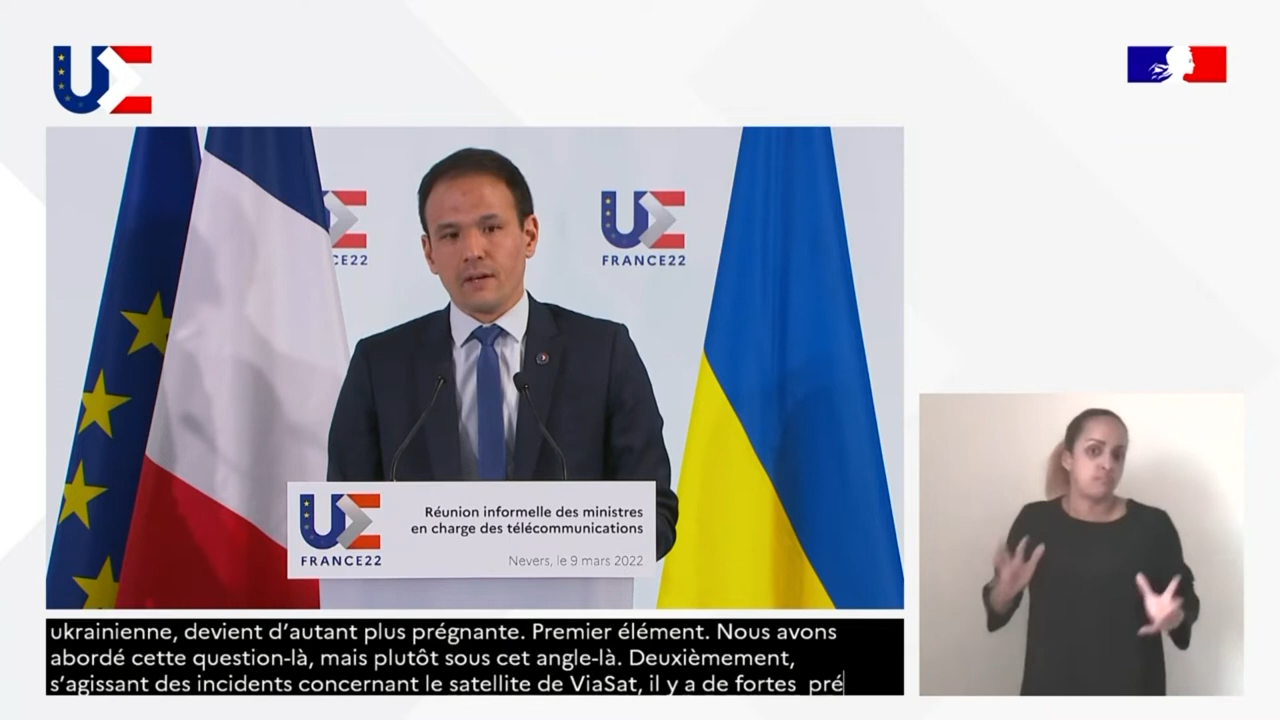 UE
UE
FRANCE22
CE22
UE
FRANCE22
Réunion informelle des ministres
en charge des télécommunications
Nevers, le 9 mars 2022
ukrainienne, devient d’autant plus prégnante. Premier élément. Nous avons
abordé cette question-là, mais plutôt sous cet angle-là. Deuxièmement,
s’agissant des incidents concernant le satellite de ViaSat, il y a de fortes  pré